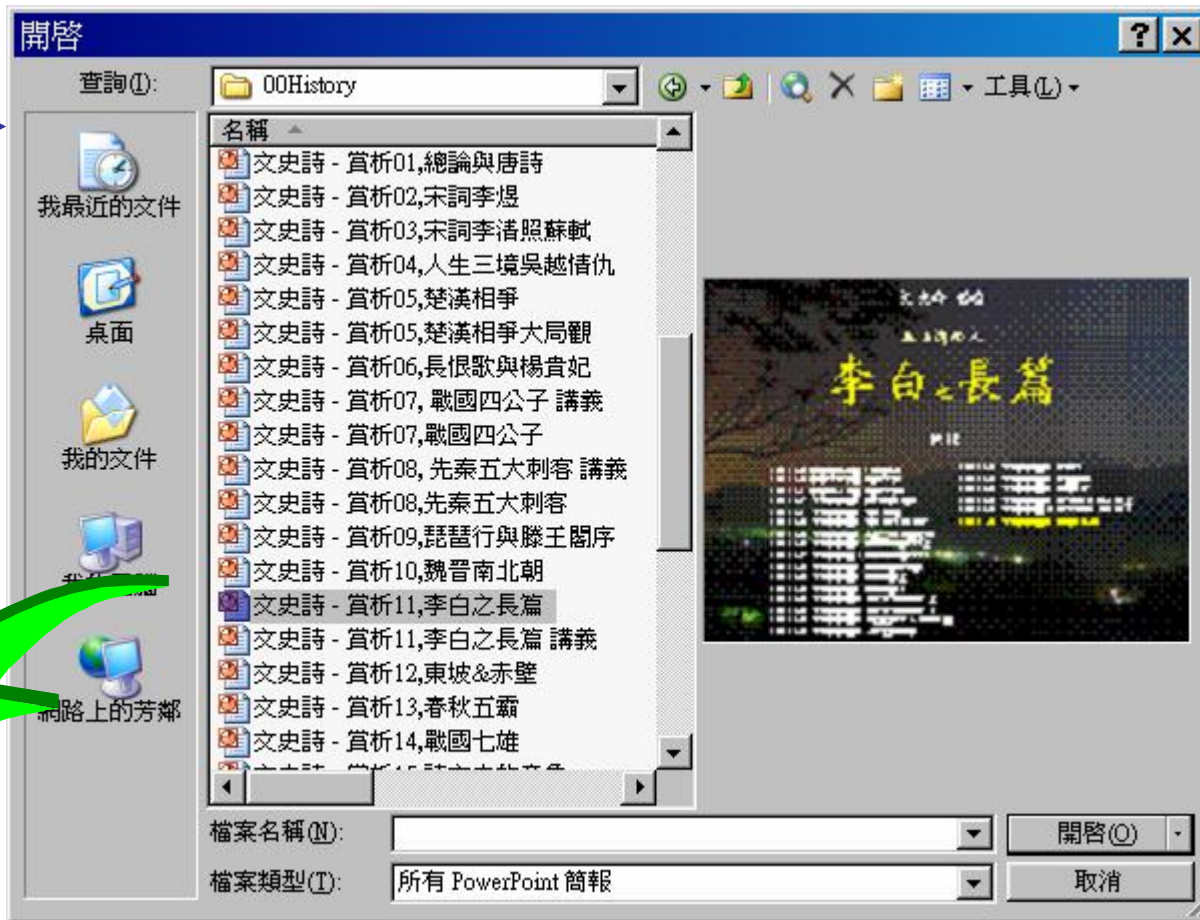 開啓
查詢(I):
00History
工具(L)
我最近的文件
桌面
我的文件
網路上的芳鄰
名稱
文史詩 - 賞析01,總論與唐詩
文史詩 - 賞析02,宋詞李煜
文史詩 - 賞析03,宋詞李清照蘇軾
文史詩 - 賞析04,人生三境吳越情仇
文史詩 - 賞析05,楚漢相爭
文史詩 - 賞析05,楚漢相爭大局觀
文史詩 - 賞析06,長恨歌與楊貴妃
文史詩 - 賞析07, 戰國四公子 講義
文史詩 - 賞析07,戰國四公子
文史詩 - 賞析08, 先秦五大刺客 講義
文史詩 - 賞析08,先秦五大刺客
文史詩 - 賞析09,琵琶行與滕王閣序
文史詩 - 賞析10,魏晉南北朝
文史詩 - 賞析11,李白之長篇
文史詩 - 賞析11,李白之長篇 講義
文史詩 - 賞析12,東坡&赤壁
文史詩 - 賞析13,春秋五霸
文史詩 - 賞析14,戰國七雄
李白之長篇
檔案名稱(N):
開啓(O)
檔案類型(T):
所有 PowerPoint 簡報
取消